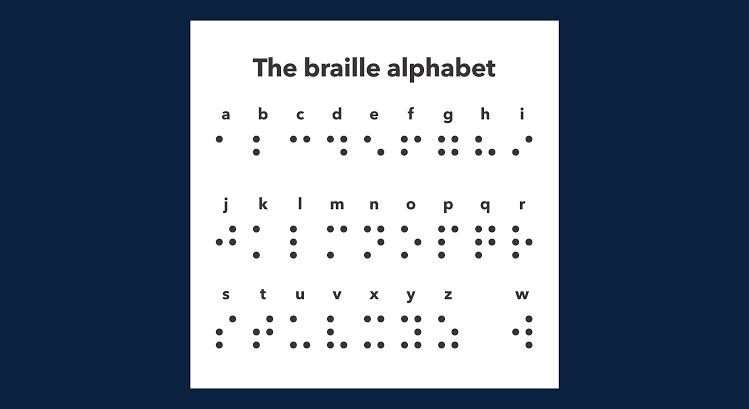 The braille alphabet
a b c d e f g h i
⠁ ⠃ ⠉ ⠙ ⠑ ⠋ ⠛ ⠓ ⠊
j k l m n o p q r
⠚ ⠅ ⠇ ⠍ ⠝ ⠕ ⠏ ⠟ ⠗
s t u v x y z w
⠎ ⠞ ⠥ ⠧ ⠭ ⠽ ⠵ ⠺